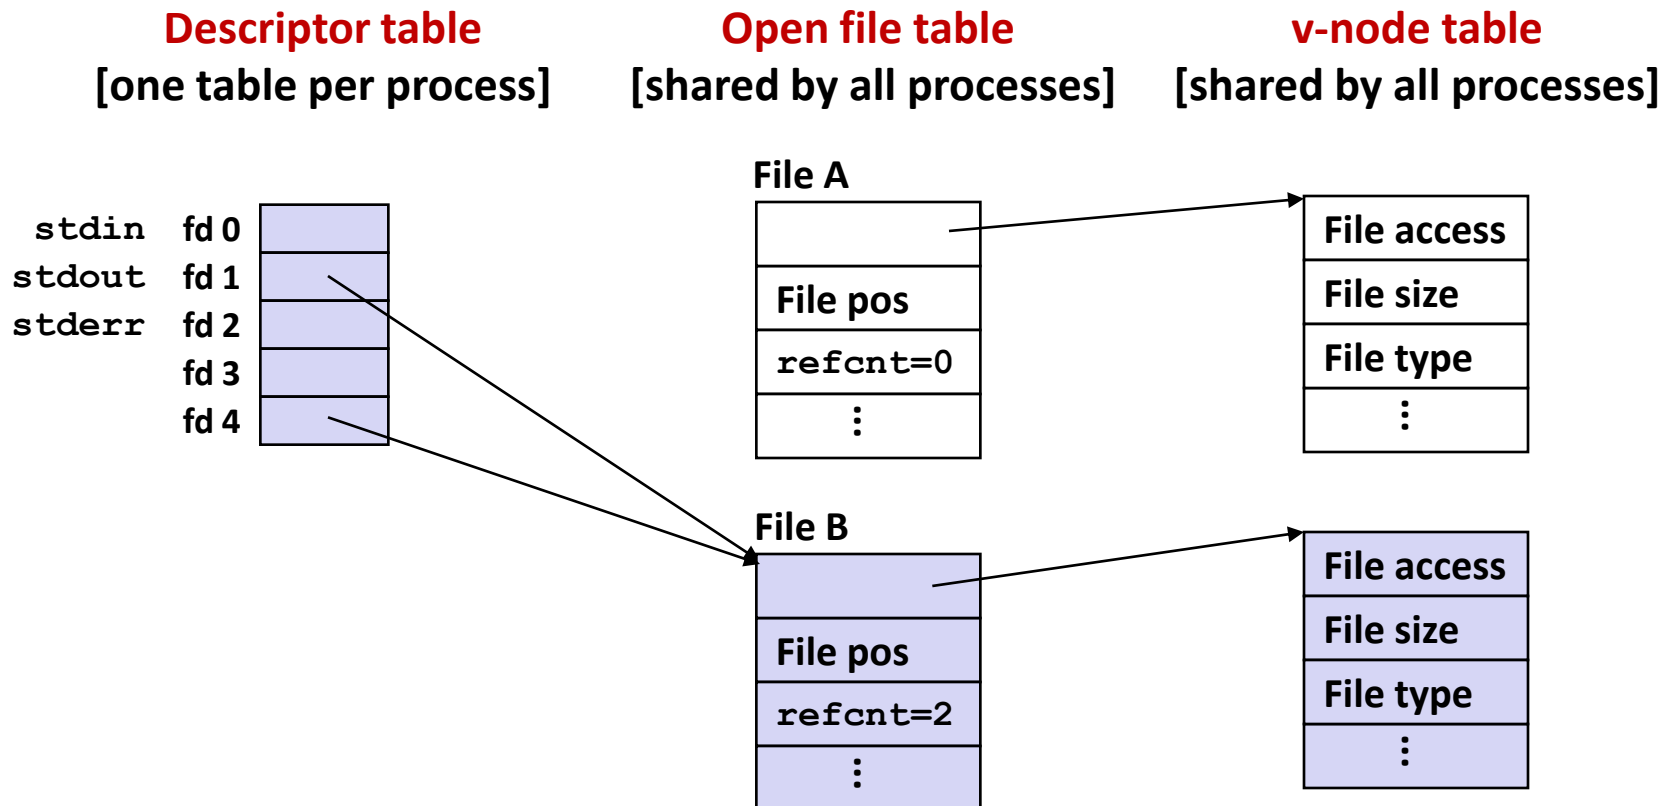 Descriptor table
[one table per process]
Open file table
[shared by all processes]
v-node table
[shared by all processes]
stdin fd 0
stdout fd 1
stderr fd 2
fd 3
fd 4
File A
File pos
refcnt=0
⋮
File access
File size
File type
⋮
File B
File pos
refcnt=2
⋮
File access
File size
File type
⋮